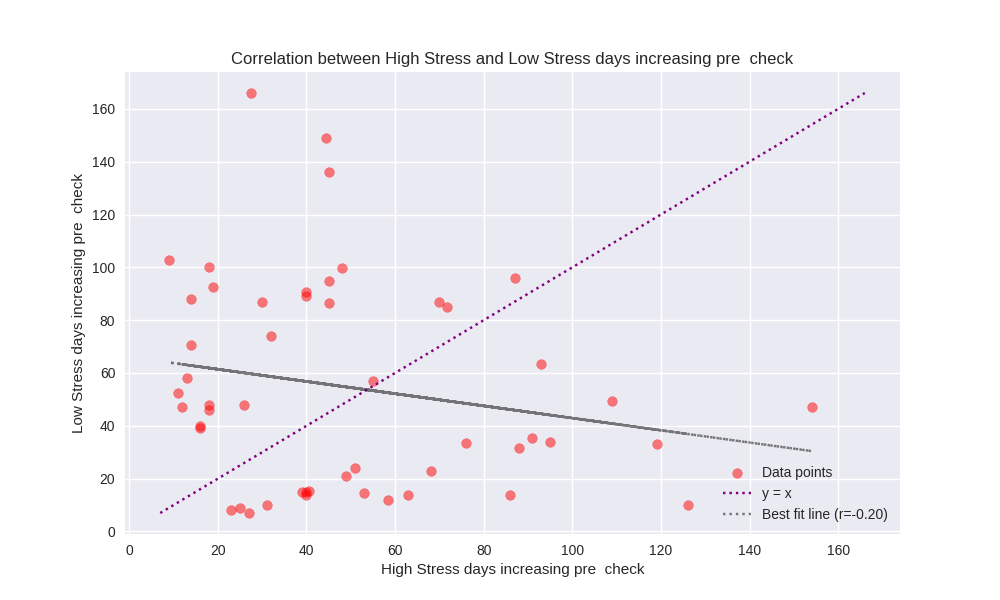 Correlation between High Stress and Low Stress days increasing pre  check
Low Stress days increasing pre  check
160
140
120
100
80
60
40
20
0
0 20 40 60 80 100 120 140 160
High Stress days increasing pre  check
Data points
y = x
Best fit line (r=-0.20)